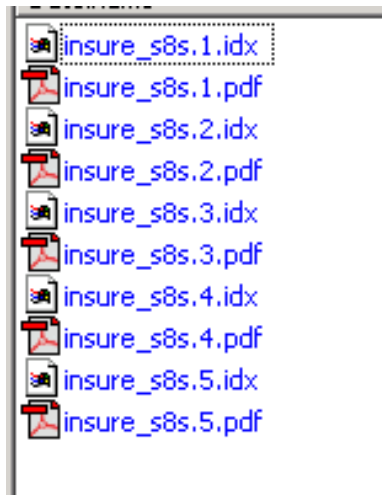 insure_s8s.1.idx
insure_s8s.1.pdf
insure_s8s.2.idx
insure_s8s.2.pdf
insure_s8s.3.idx
insure_s8s.3.pdf
insure_s8s.4.idx
insure_s8s.4.pdf
insure_s8s.5.idx
insure_s8s.5.pdf